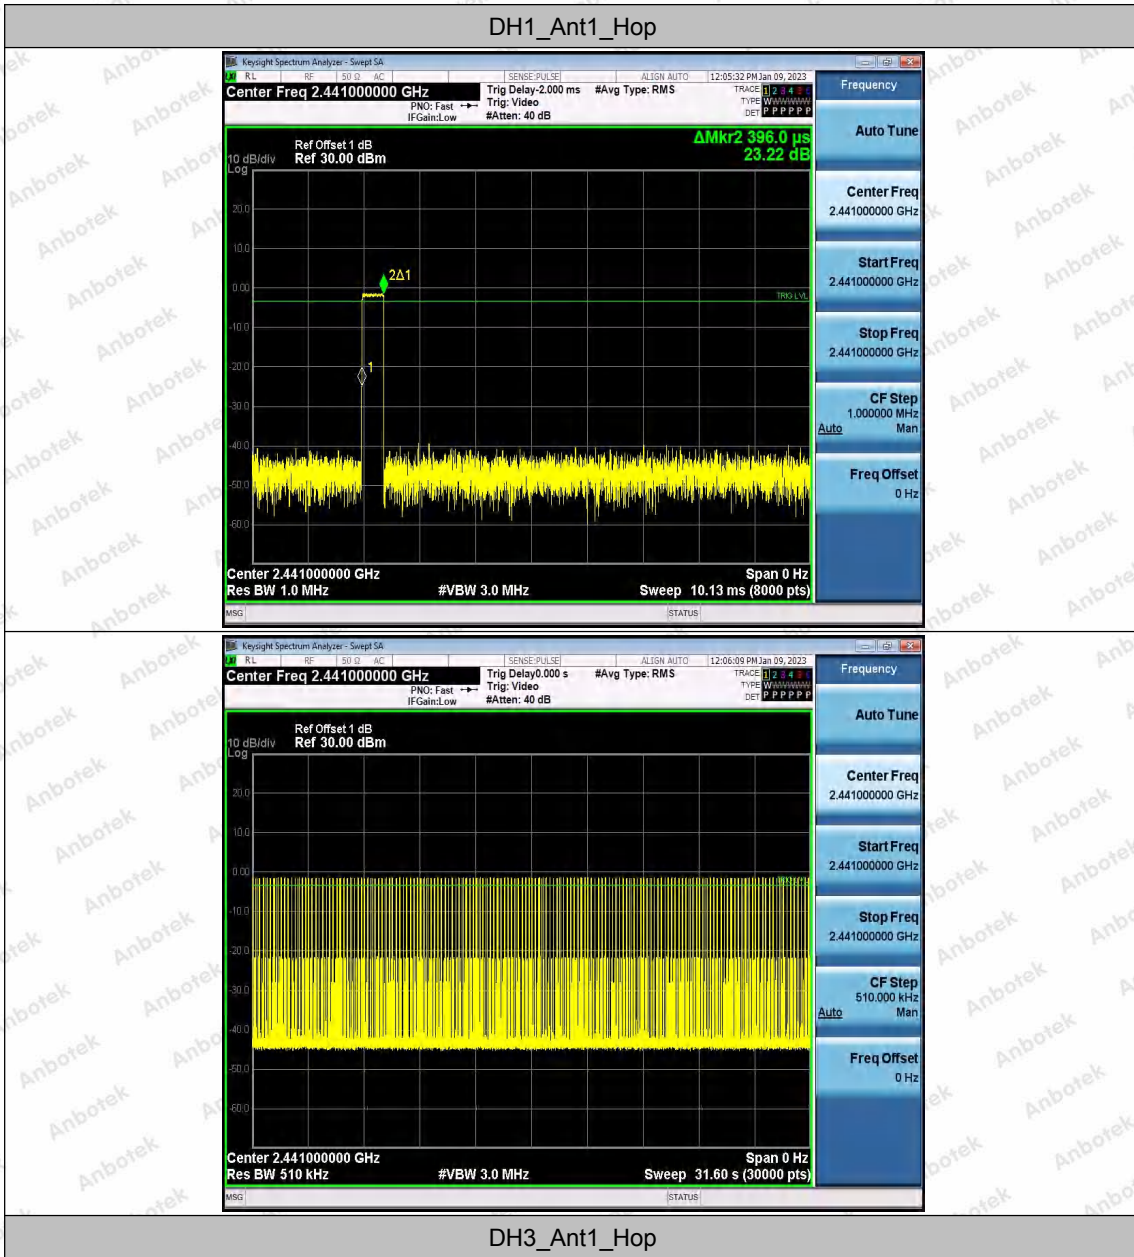 DH1_Ant1_Hop
Keysight Spectrum Analyzer - Swept SA
RL RF 50 Ω AC SENSE:PULSE ALIGN AUTO 12:05:32 PM Jan 09, 2023
Center Freq 2.441000000 GHz
PNO: Fast
IFGain:Low
Trig Delay-2.000 ms
Trig: Video
#Atten: 40 dB
#Avg Type: RMS
TRACE 1 2 3 4 5 6
TYPE WWWWWW
DET P P P P P P
Ref Offset 1 dB
Ref 30.00 dBm
10 dB/div
Log
ΔMkr2 396.0 µs
23.22 dB
20.0
10.0
0.00
-10.0
-20.0
-30.0
-40.0
-50.0
-60.0
2Δ1
1
TRIG LVL
Center 2.441000000 GHz Span 0 Hz
Res BW 1.0 MHz #VBW 3.0 MHz Sweep 10.13 ms (8000 pts)
MSG STATUS
Frequency
Auto Tune
Center Freq
2.441000000 GHz
Start Freq
2.441000000 GHz
Stop Freq
2.441000000 GHz
CF Step
1.000000 MHz
Auto Man
Freq Offset
0 Hz
Keysight Spectrum Analyzer - Swept SA
RL RF 50 Ω AC SENSE:PULSE ALIGN AUTO 12:06:09 PM Jan 09, 2023
Center Freq 2.441000000 GHz
PNO: Fast
IFGain:Low
Trig Delay0.000 s
Trig: Video
#Atten: 40 dB
#Avg Type: RMS
TRACE 1 2 3 4 5 6
TYPE WWWWWW
DET P P P P P P
Ref Offset 1 dB
Ref 30.00 dBm
10 dB/div
Log
20.0
10.0
0.00
-10.0
-20.0
-30.0
-40.0
-50.0
-60.0
Center 2.441000000 GHz Span 0 Hz
Res BW 510 kHz #VBW 3.0 MHz Sweep 31.60 s (30000 pts)
MSG STATUS
Frequency
Auto Tune
Center Freq
2.441000000 GHz
Start Freq
2.441000000 GHz
Stop Freq
2.441000000 GHz
CF Step
510.000 kHz
Auto Man
Freq Offset
0 Hz
DH3_Ant1_Hop
Anbotek